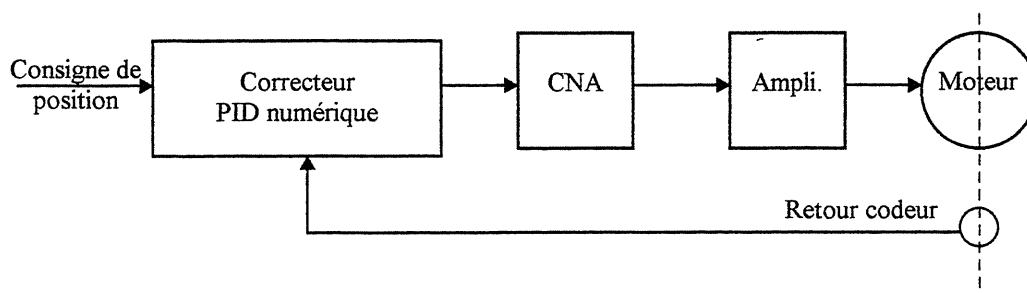 Consigne de
position
Correcteur
PID numérique
CNA
Ampli.
Moteur
Retour codeur